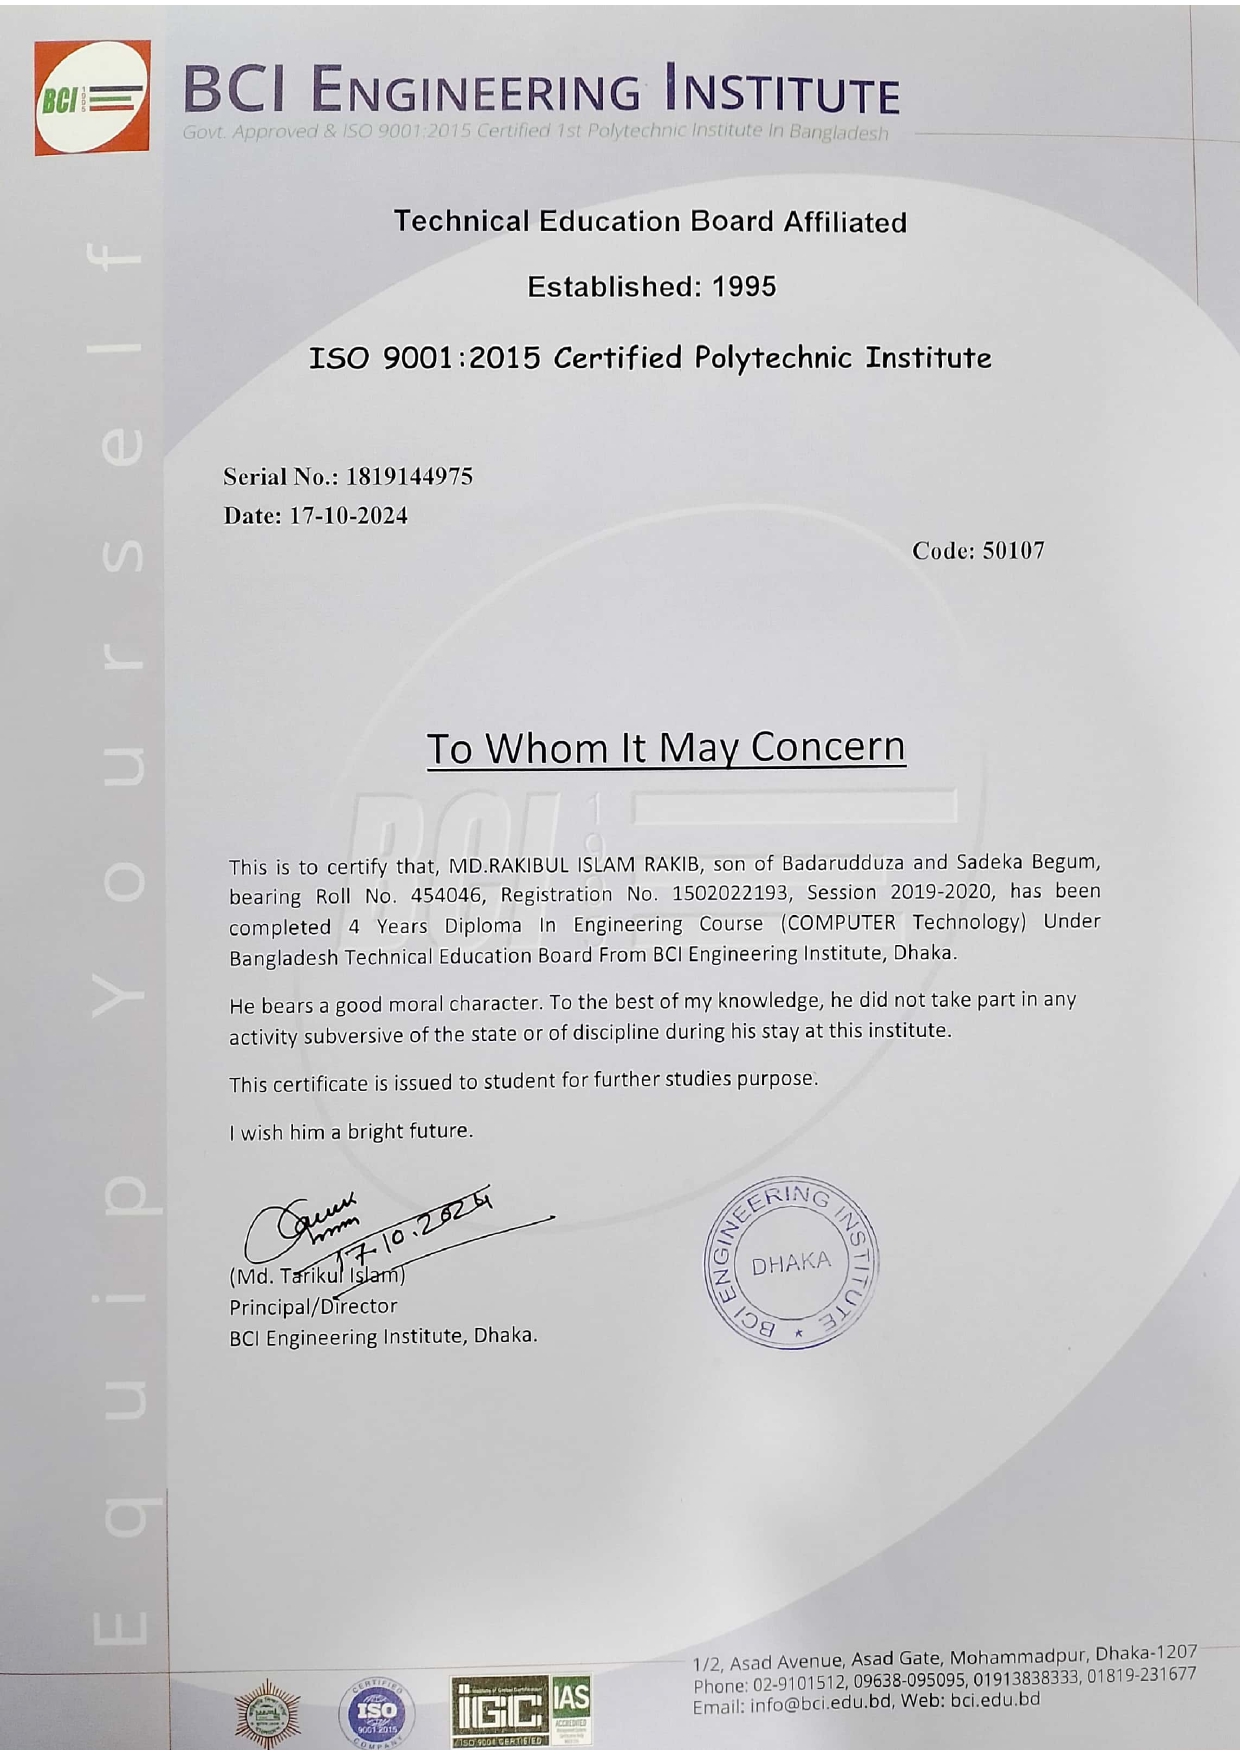 BCI 1995
BCI ENGINEERING INSTITUTE
Govt. Approved & ISO 9001:2015 Certified 1st Polytechnic Institute In Bangladesh
Technical Education Board Affiliated
Established: 1995
ISO 9001:2015 Certified Polytechnic Institute
Serial No.: 1819144975
Date: 17-10-2024
Code: 50107
To Whom It May Concern
BCI 1995
This is to certify that, MD.RAKIBUL ISLAM RAKIB, son of Badarudduza and Sadeka Begum,
bearing Roll No. 454046, Registration No. 1502022193, Session 2019-2020, has been
completed 4 Years Diploma In Engineering Course (COMPUTER Technology) Under
Bangladesh Technical Education Board From BCI Engineering Institute, Dhaka.
He bears a good moral character. To the best of my knowledge, he did not take part in any
activity subversive of the state or of discipline during his stay at this institute.
This certificate is issued to student for further studies purpose.
I wish him a bright future.
17.10.2024
(Md. Tarikul Islam)
Principal/Director
BCI Engineering Institute, Dhaka.
BCI ENGINEERING INSTITUTE *
DHAKA
Equip Yourself
1/2, Asad Avenue, Asad Gate, Mohammadpur, Dhaka-1207
Phone: 02-9101512, 09638-095095, 01913838333, 01819-231677
Email: info@bci.edu.bd, Web: bci.edu.bd
CERTIFIED
ISO
9001:2015
COMPANY
IGC
ISO 9001 CERTIFIED
IAS
ACCREDITED